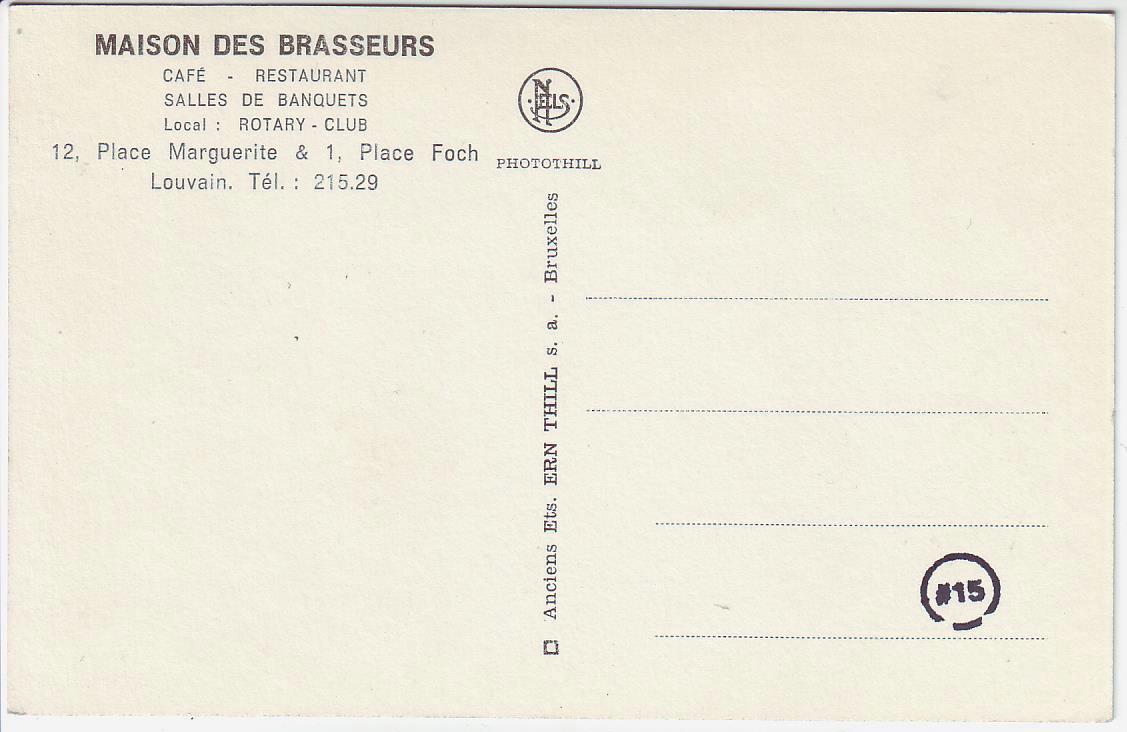 MAISON DES BRASSEURS
CAFÉ - RESTAURANT
SALLES DE BANQUETS
Local : ROTARY - CLUB
12, Place Marguerite & 1, Place Foch
Louvain. Tél. : 215.29
NELS
PHOTOTHILL
Anciens Ets. ERN THILL s. a. - Bruxelles
#15